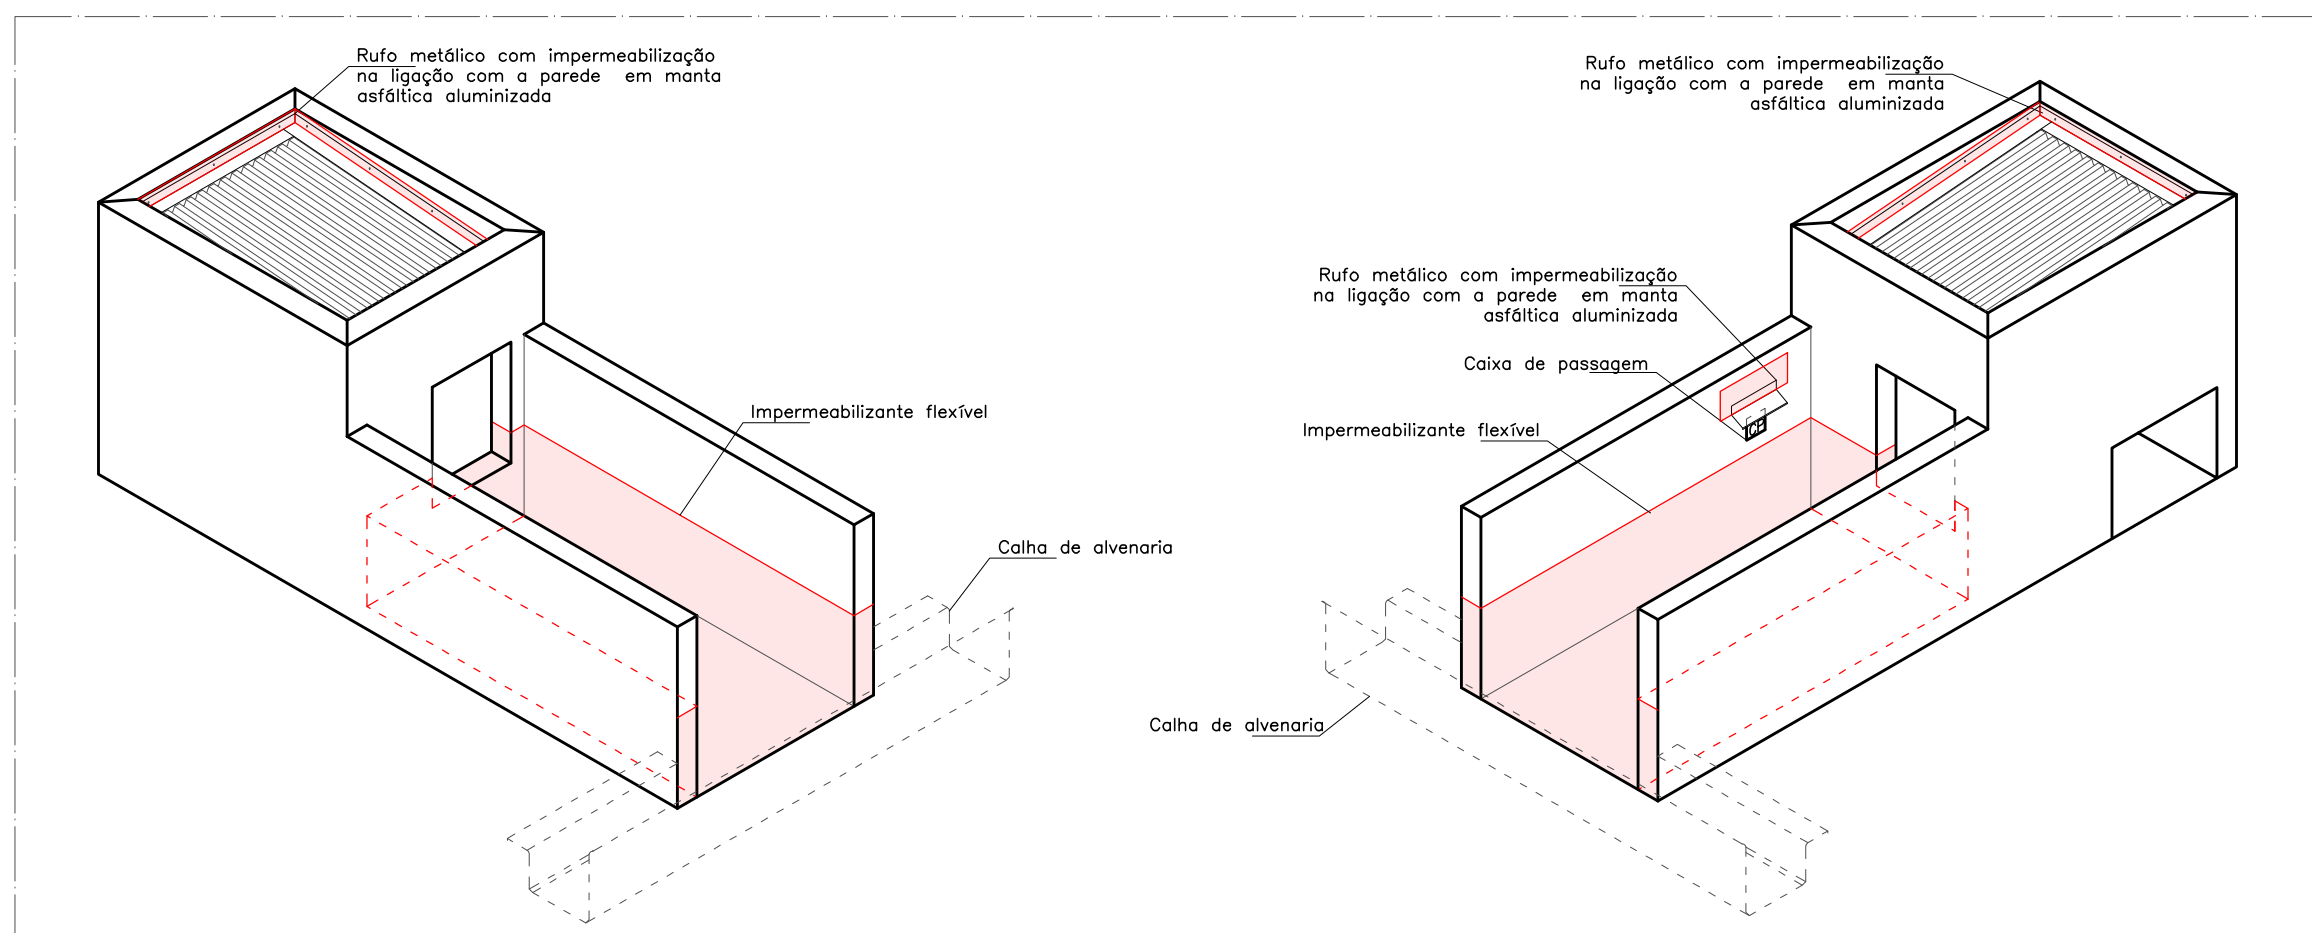 Rufo metálico com impermeabilização
na ligação com a parede em manta
asfáltica aluminizada
Impermeabilizante flexível
Calha de alvenaria
Rufo metálico com impermeabilização
na ligação com a parede em manta
asfáltica aluminizada
Rufo metálico com impermeabilização
na ligação com a parede em manta
asfáltica aluminizada
Caixa de passagem
Impermeabilizante flexível
CP
Calha de alvenaria